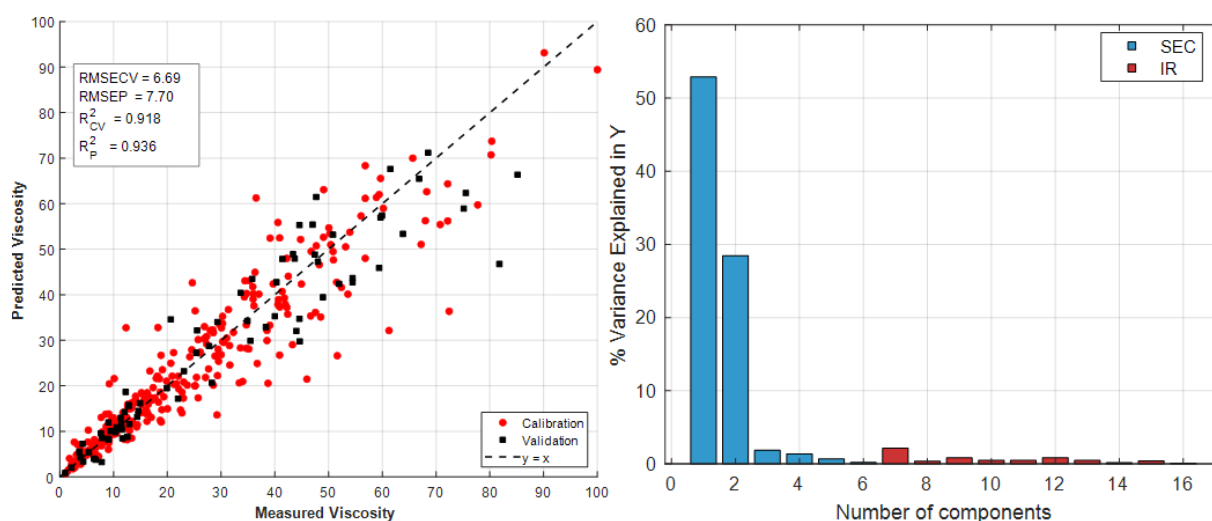 100
90
80
70
60
50
40
30
20
10
0
Predicted Viscosity
RMSECV = 6.69
RMSEP = 7.70
R²CV = 0.918
R²P = 0.936
Calibration
Validation
y = x
0 10 20 30 40 50 60 70 80 90 100
Measured Viscosity
60
50
40
30
20
10
0
% Variance Explained in Y
SEC
IR
0 2 4 6 8 10 12 14 16
Number of components